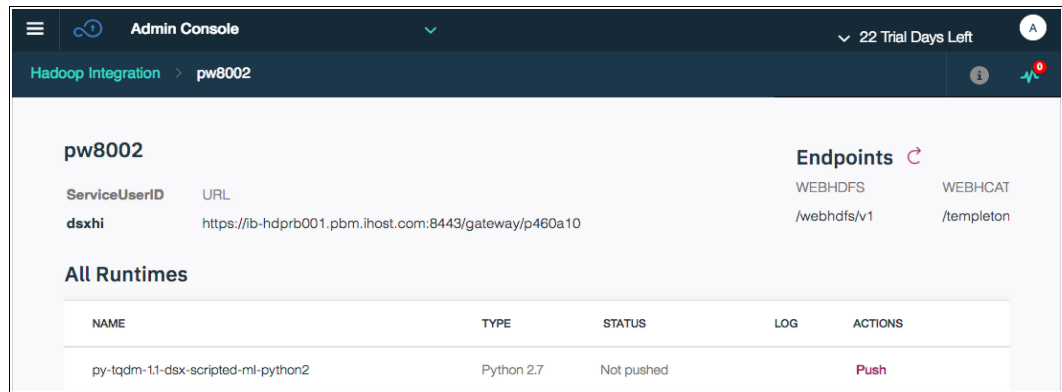 Admin Console
22 Trial Days Left
A
Hadoop Integration > pw8002
i
0
pw8002
Endpoints
ServiceUserID URL
WEBHDFS WEBHCAT
dsxhi https://ib-hdprb001.pbm.ihost.com:8443/gateway/p460a10
/webhdfs/v1 /templeton
All Runtimes
NAME TYPE STATUS LOG ACTIONS
py-tqdm-1.1-dsx-scripted-ml-python2 Python 2.7 Not pushed Push